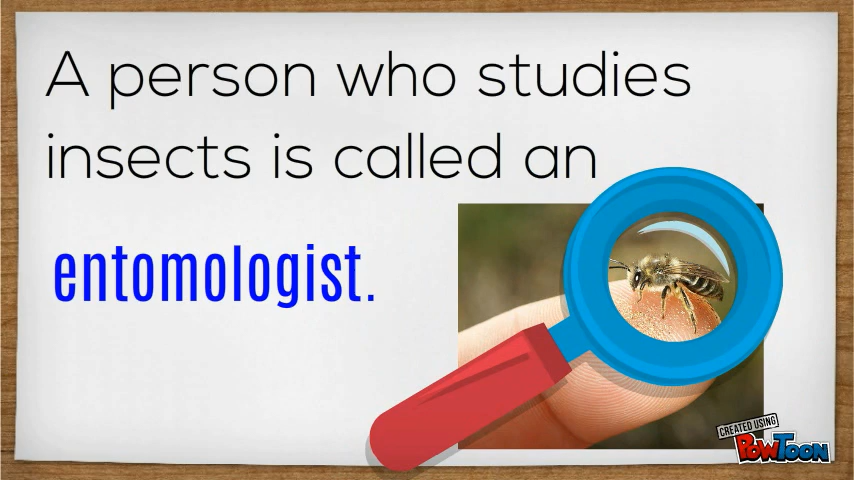 A person who studies
insects is called an
entomologist.
CREATED USING
POWTOON